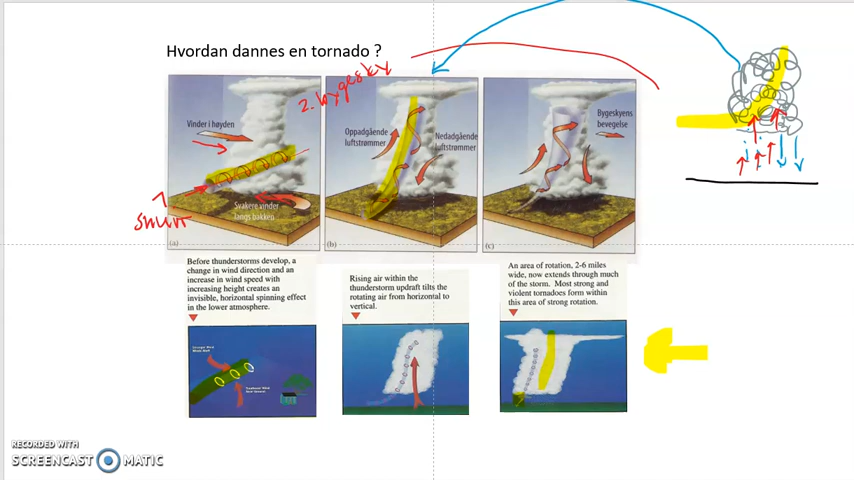 Hvordan dannes en tornado ?
2. bygesky
Vinder i høyden
Svakere vinder
langs bakken
(a)
1
Oppadgående
luftstrømmer
Nedadgående
luftstrømmer
(b)
Bygeskyens
bevegelse
(c)
Before thunderstorms develop, a
change in wind direction and an
increase in wind speed with
increasing height creates an
invisible, horizontal spinning effect
in the lower atmosphere.
Rising air within the
thunderstorm updraft tilts the
rotating air from horizontal to
vertical.
An area of rotation, 2-6 miles
wide, now extends through much
of the storm. Most strong and
violent tornadoes form within
this area of strong rotation.
RECORDED WITH
SCREENCAST MATIC